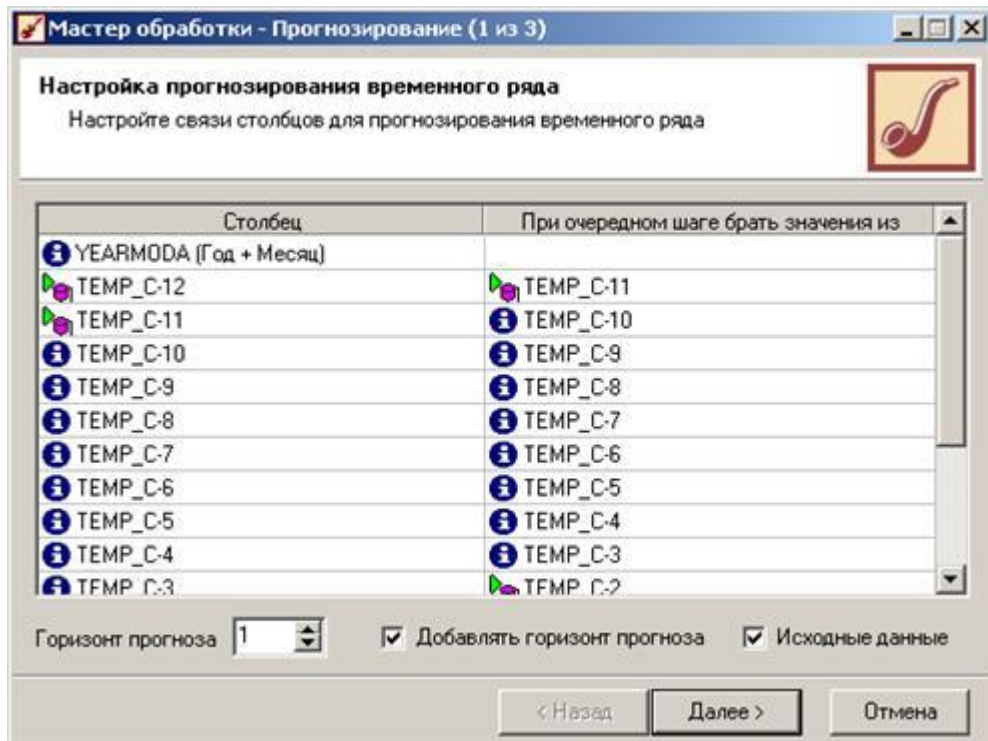 Мастер обработки - Прогнозирование (1 из 3)
Настройка прогнозирования временного ряда
Настройте связи столбцов для прогнозирования временного ряда
Столбец При очередном шаге брать значения из
YEARMODA (Год + Месяц)
TEMP_C-12 TEMP_C-11
TEMP_C-11 TEMP_C-10
TEMP_C-10 TEMP_C-9
TEMP_C-9 TEMP_C-8
TEMP_C-8 TEMP_C-7
TEMP_C-7 TEMP_C-6
TEMP_C-6 TEMP_C-5
TEMP_C-5 TEMP_C-4
TEMP_C-4 TEMP_C-3
TEMP_C-3 TEMP_C-2
Горизонт прогноза 1 Добавлять горизонт прогноза Исходные данные
< Назад Далее > Отмена